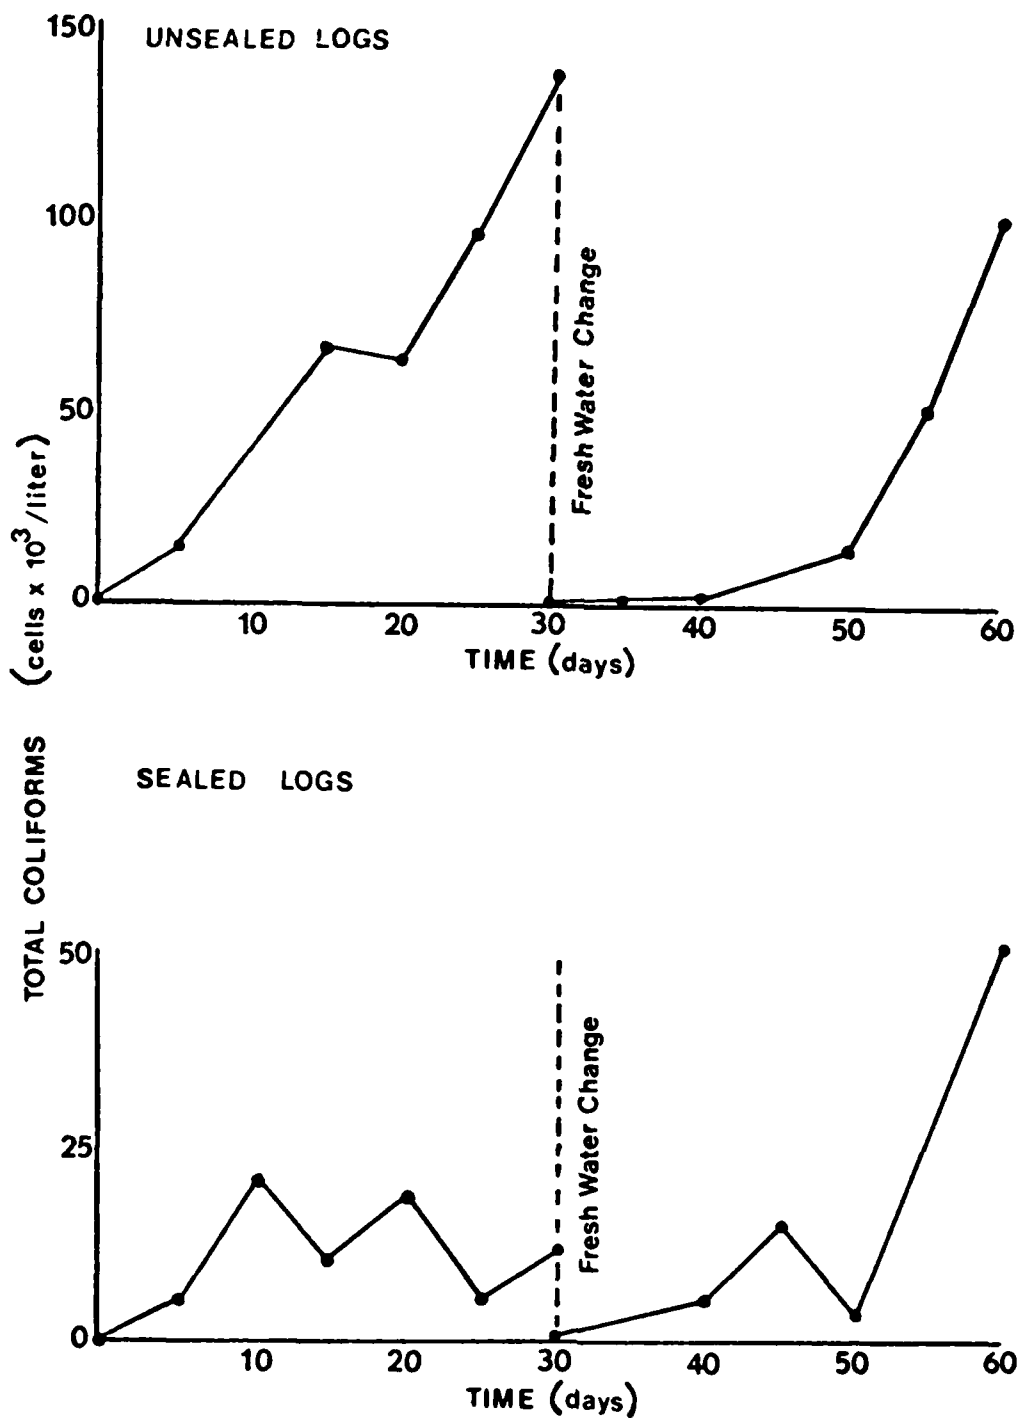 UNSEALED LOGS
150
100
50
0
10 20 30 40 50 60
TIME (days)
Fresh Water Change
TOTAL COLIFORMS (cells x 10³/liter)
SEALED LOGS
50
25
0
10 20 30 40 50 60
TIME (days)
Fresh Water Change